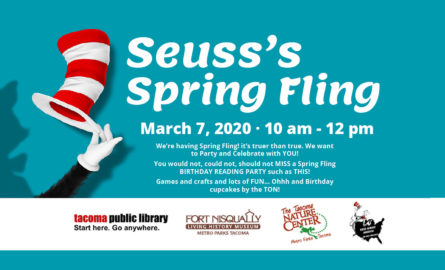 Seuss's
Spring Fling
March 7, 2020 · 10 am - 12 pm
We're having Spring Fling! it's truer than true. We want
to Party and Celebrate with YOU!
You would not, could not, should not MISS a Spring Fling
BIRTHDAY READING PARTY such as THIS!
Games and crafts and lots of FUN... Ohhh and Birthday
cupcakes by the TON!
tacoma public library
Start here. Go anywhere.
FORT NISQUALLY
LIVING HISTORY MUSEUM
METRO PARKS TACOMA
The Tacoma
NATURE
CENTER
Metro Parks Tacoma